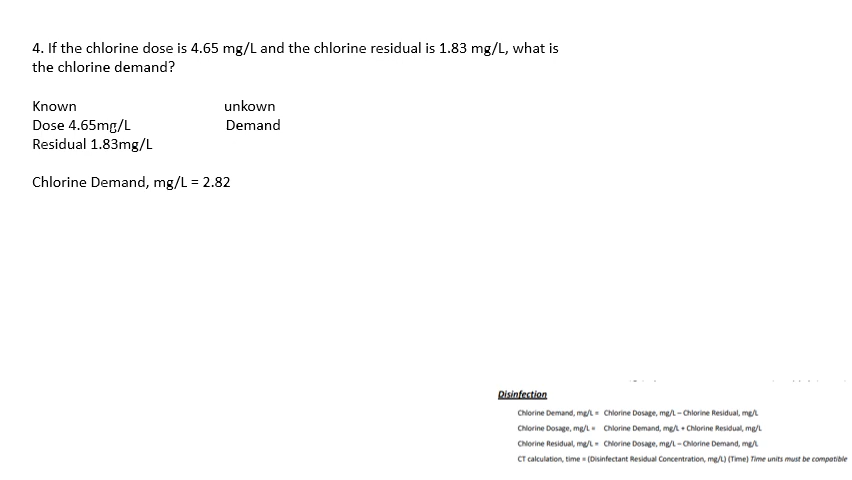 4. If the chlorine dose is 4.65 mg/L and the chlorine residual is 1.83 mg/L, what is
the chlorine demand?
Known unkown
Dose 4.65mg/L Demand
Residual 1.83mg/L
Chlorine Demand, mg/L = 2.82
Disinfection
Chlorine Demand, mg/L = Chlorine Dosage, mg/L – Chlorine Residual, mg/L
Chlorine Dosage, mg/L = Chlorine Demand, mg/L + Chlorine Residual, mg/L
Chlorine Residual, mg/L = Chlorine Dosage, mg/L – Chlorine Demand, mg/L
CT calculation, time = (Disinfectant Residual Concentration, mg/L) (Time) Time units must be compatible